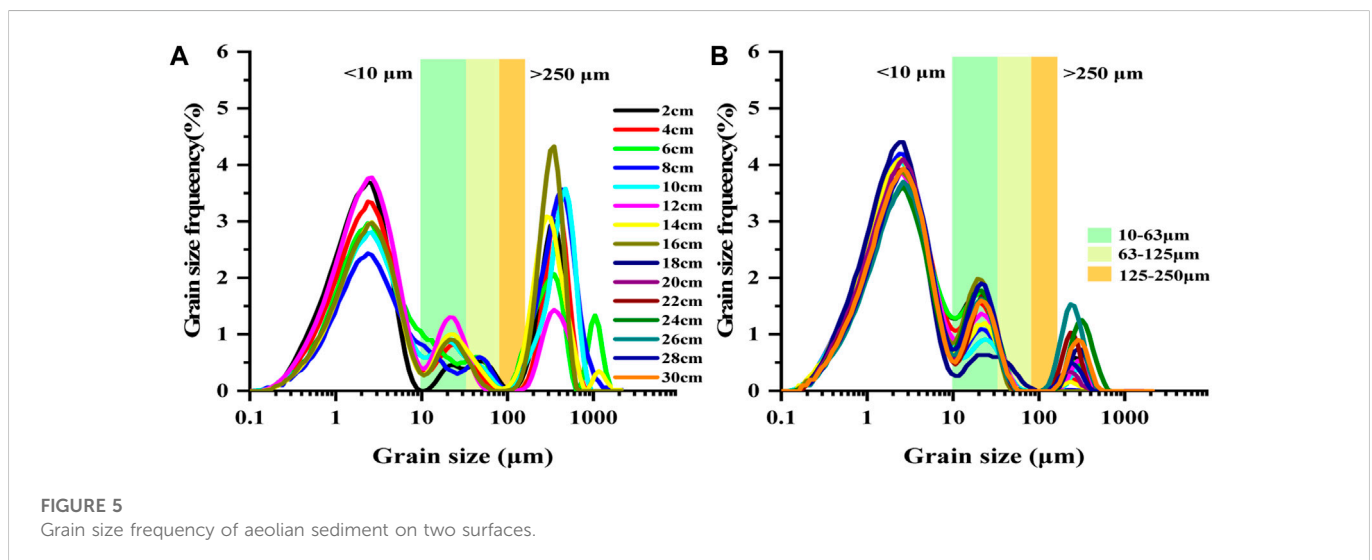 A
Grain size frqueency(%)
6
5
4
3
2
1
0
<10 µm
>250 µm
2cm
4cm
6cm
8cm
10cm
12cm
14cm
16cm
18cm
20cm
22cm
24cm
26cm
28cm
30cm
0.1 1 10 100 1000
Grain size (µm)
B
Grain size frqueency(%)
6
5
4
3
2
1
0
<10 µm
>250 µm
10-63µm
63-125µm
125-250µm
0.1 1 10 100 1000
Grain size (µm)
FIGURE 5
Grain size frequency of aeolian sediment on two surfaces.